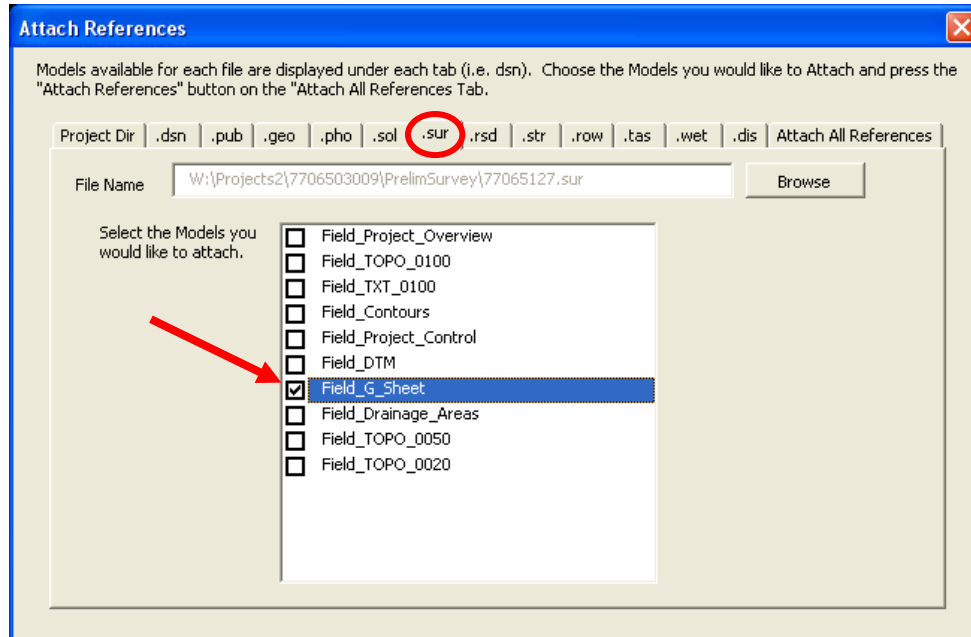 Attach References
Models available for each file are displayed under each tab (i.e. dsn).  Choose the Models you would like to Attach and press the
"Attach References" button on the "Attach All References Tab.
Project Dir .dsn .pub .geo .pho .sol .sur .rsd .str .row .tas .wet .dis Attach All References
File Name W:\Projects2\7706503009\PrelimSurvey\77065127.sur Browse
Select the Models you
would like to attach.
Field_Project_Overview
Field_TOPO_0100
Field_TXT_0100
Field_Contours
Field_Project_Control
Field_DTM
Field_G_Sheet
Field_Drainage_Areas
Field_TOPO_0050
Field_TOPO_0020